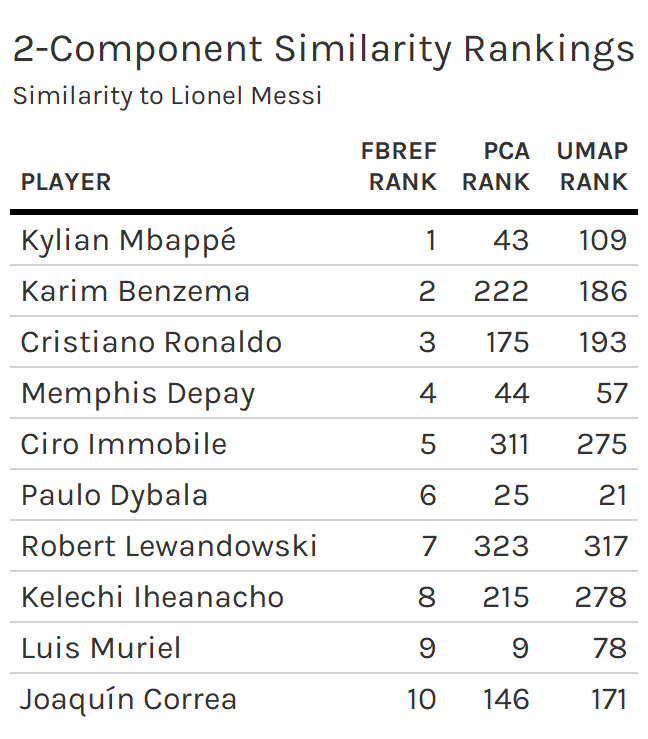 2-Component Similarity Rankings
Similarity to Lionel Messi
PLAYER FBREF RANK PCA RANK UMAP RANK
Kylian Mbappé 1 43 109
Karim Benzema 2 222 186
Cristiano Ronaldo 3 175 193
Memphis Depay 4 44 57
Ciro Immobile 5 311 275
Paulo Dybala 6 25 21
Robert Lewandowski 7 323 317
Kelechi Iheanacho 8 215 278
Luis Muriel 9 9 78
Joaquín Correa 10 146 171